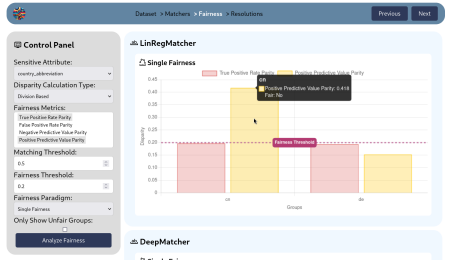 Dataset > Matchers > Fairness > Resolutions
Previous
Next
Control Panel
Sensitive Attribute:
country_abbreviation
Disparity Calculation Type:
Division Based
Fairness Metrics:
True Positive Rate Parity
False Positive Rate Parity
Negative Predictive Value Parity
Positive Predictive Value Parity
Matching Threshold:
0.5
Fairness Threshold:
0.2
Fairness Paradigm:
Single Fairness
Only Show Unfair Groups:
Analyze Fairness
LinRegMatcher
Single Fairness
True Positive Rate Parity
Positive Predictive Value Parity
cn
Positive Predictive Value Parity: 0.418
Fair: No
Fairness Threshold
Disparity
0.45
0.40
0.35
0.30
0.25
0.20
0.15
0.10
0.05
0
cn
de
Groups
DeepMatcher